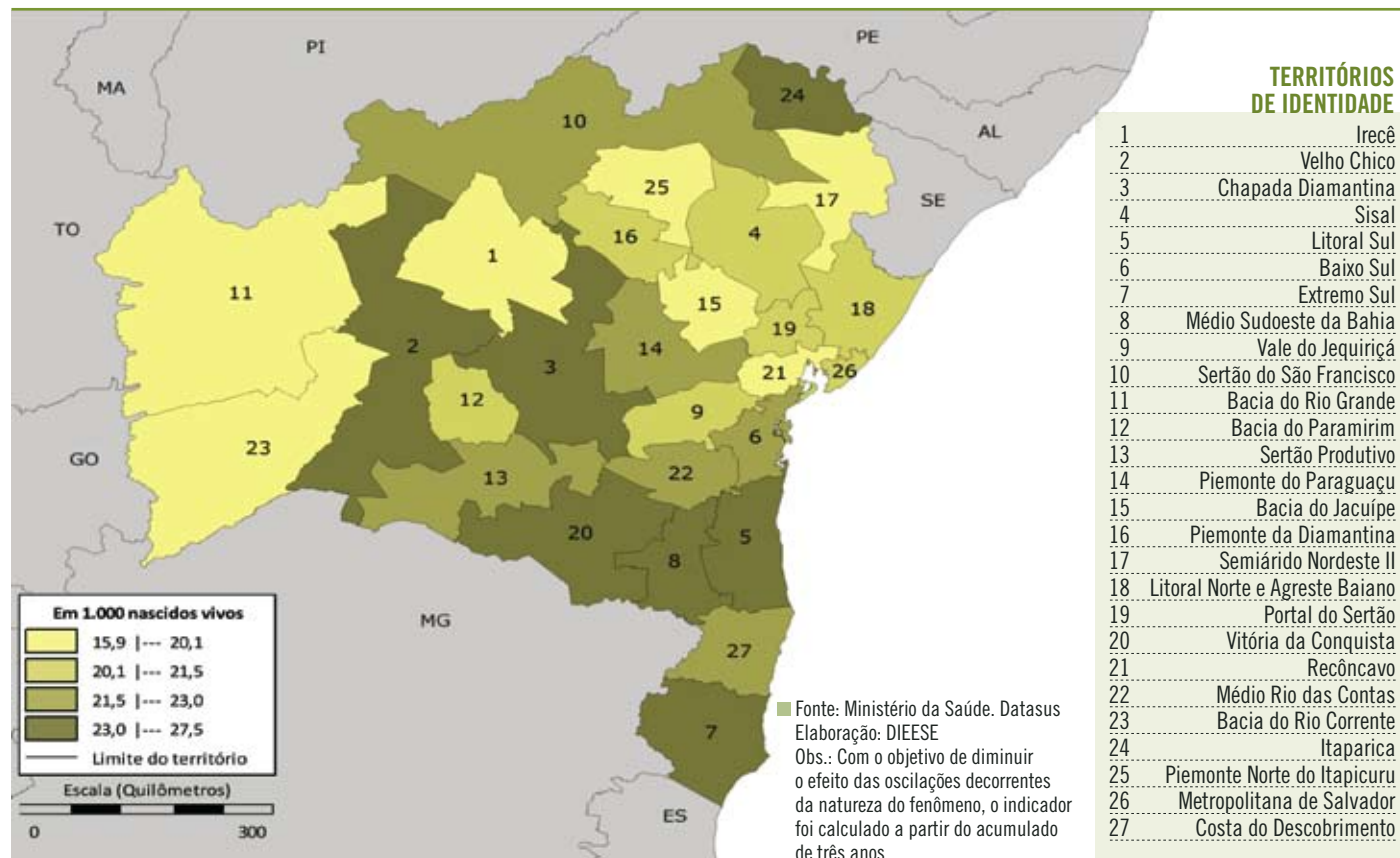 PI
PE
MA
AL
TO
SE
GO
MG
ES
10
24
25
17
16
4
1
11
15
18
19
2
14
3
21
26
12
9
23
6
13
22
20
5
8
27
7
Em 1.000 nascidos vivos
15,9 |--- 20,1
20,1 |--- 21,5
21,5 |--- 23,0
23,0 |--- 27,5
Limite do território
Escala (Quilômetros)
0 300
Fonte: Ministério da Saúde. Datasus
Elaboração: DIEESE
Obs.: Com o objetivo de diminuir
o efeito das oscilações decorrentes
da natureza do fenômeno, o indicador
foi calculado a partir do acumulado
de três anos
TERRITÓRIOS
DE IDENTIDADE
1 Irecê
2 Velho Chico
3 Chapada Diamantina
4 Sisal
5 Litoral Sul
6 Baixo Sul
7 Extremo Sul
8 Médio Sudoeste da Bahia
9 Vale do Jequiriçá
10 Sertão do São Francisco
11 Bacia do Rio Grande
12 Bacia do Paramirim
13 Sertão Produtivo
14 Piemonte do Paraguaçu
15 Bacia do Jacuípe
16 Piemonte da Diamantina
17 Semiárido Nordeste II
18 Litoral Norte e Agreste Baiano
19 Portal do Sertão
20 Vitória da Conquista
21 Recôncavo
22 Médio Rio das Contas
23 Bacia do Rio Corrente
24 Itaparica
25 Piemonte Norte do Itapicuru
26 Metropolitana de Salvador
27 Costa do Descobrimento